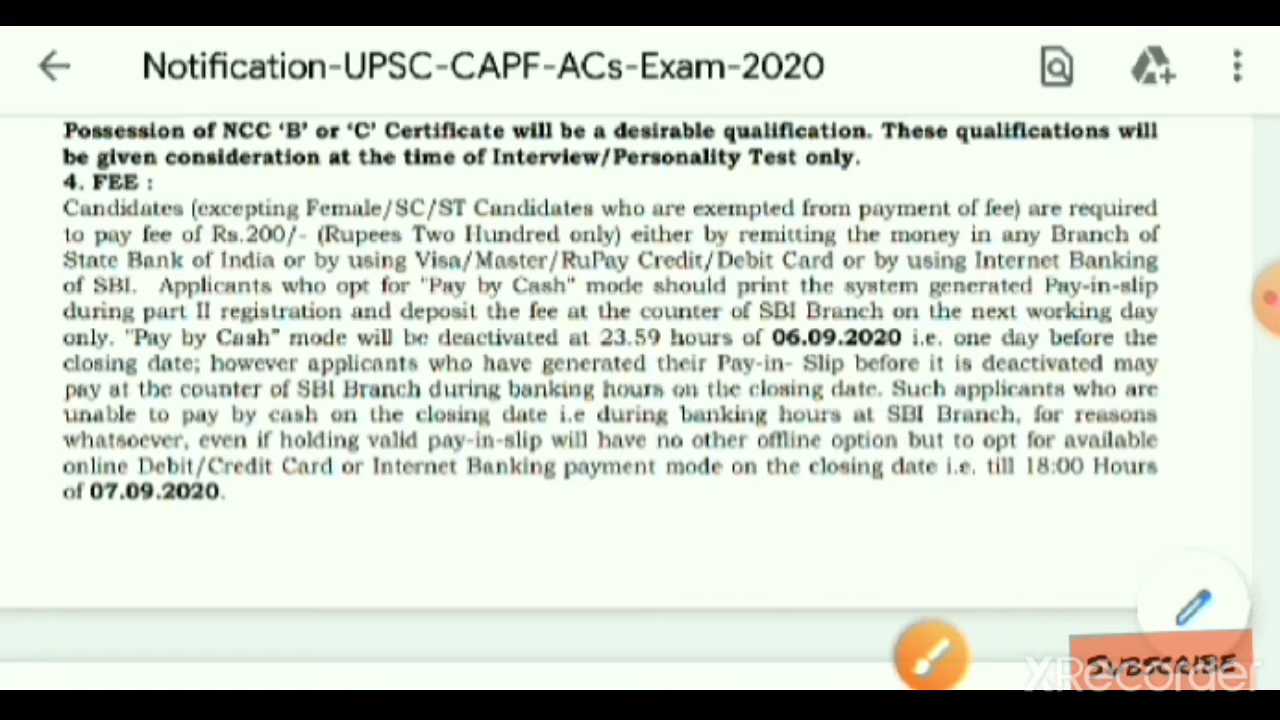 Notification-UPSC-CAPF-ACs-Exam-2020
Possession of NCC 'B' or 'C' Certificate will be a desirable qualification. These qualifications will
be given consideration at the time of Interview/Personality Test only.
4. FEE :
Candidates (excepting Female/SC/ST Candidates who are exempted from payment of fee) are required
to pay fee of Rs.200/- (Rupees Two Hundred only) either by remitting the money in any Branch of
State Bank of India or by using Visa/Master/RuPay Credit/Debit Card or by using Internet Banking
of SBI. Applicants who opt for "Pay by Cash" mode should print the system generated Pay-in-slip
during part II registration and deposit the fee at the counter of SBI Branch on the next working day
only. "Pay by Cash" mode will be deactivated at 23.59 hours of 06.09.2020 i.e. one day before the
closing date; however applicants who have generated their Pay-in- Slip before it is deactivated may
pay at the counter of SBI Branch during banking hours on the closing date. Such applicants who are
unable to pay by cash on the closing date i.e during banking hours at SBI Branch, for reasons
whatsoever, even if holding valid pay-in-slip will have no other offline option but to opt for available
online Debit/Credit Card or Internet Banking payment mode on the closing date i.e. till 18:00 Hours
of 07.09.2020.
SUBSCRIBE
XRecorder